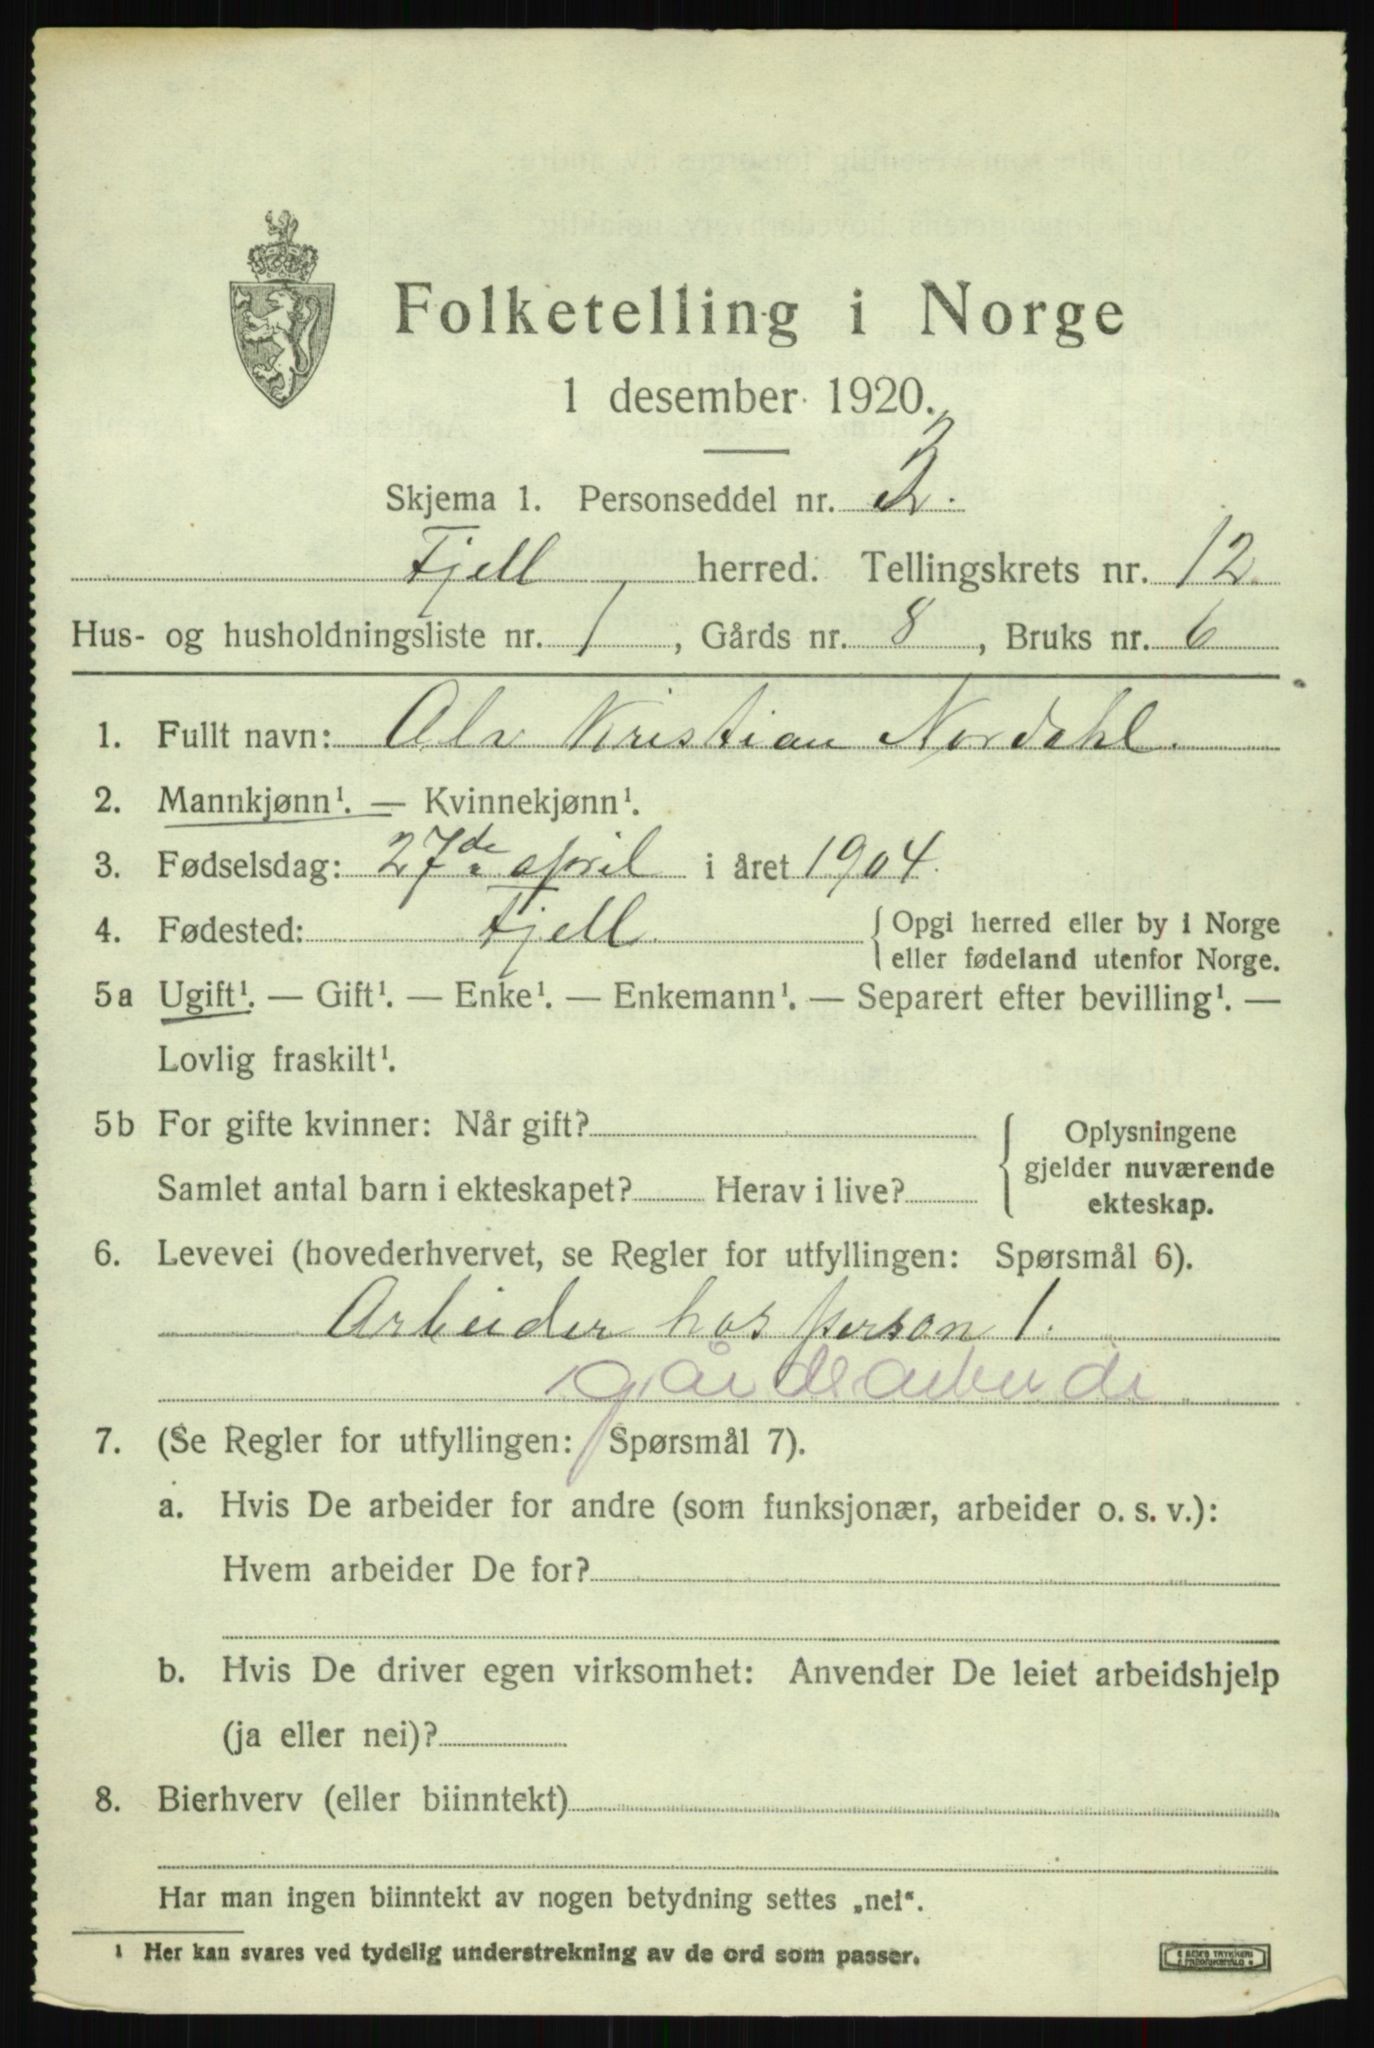 Folketelling i Norge
1 desember 1920.
Skjema 1. Personseddel nr. 3.
Fjell herred. Tellingskrets nr. 12.
Hus- og husholdningsliste nr. 1, Gårds nr. 8, Bruks nr. 6
1. Fullt navn: Alv Kristian Nordahl.
2. Mannkjønn¹. — Kvinnekjønn¹.
3. Fødselsdag: 27de april i året 1904.
4. Fødested: Fjell. Opgi herred eller by i Norge
eller fødeland utenfor Norge.
5a Ugift¹. — Gift¹. — Enke¹. — Enkemann¹. — Separert efter bevilling¹. —
Lovlig fraskilt¹.
5b For gifte kvinner: Når gift?
Samlet antal barn i ekteskapet? Herav i live?
Oplysningene
gjelder nuværende
ekteskap.
6. Levevei (hovederhvervet, se Regler for utfyllingen: Spørsmål 6).
Arbeider hos person 1.
gårdsarbeide
7. (Se Regler for utfyllingen: Spørsmål 7).
a. Hvis De arbeider for andre (som funksjonær, arbeider o. s. v.):
Hvem arbeider De for?
b. Hvis De driver egen virksomhet: Anvender De leiet arbeidshjelp
(ja eller nei)?
8. Bierhverv (eller biinntekt)
Har man ingen biinntekt av nogen betydning settes „nei“.
¹ Her kan svares ved tydelig understrekning av de ord som passer.